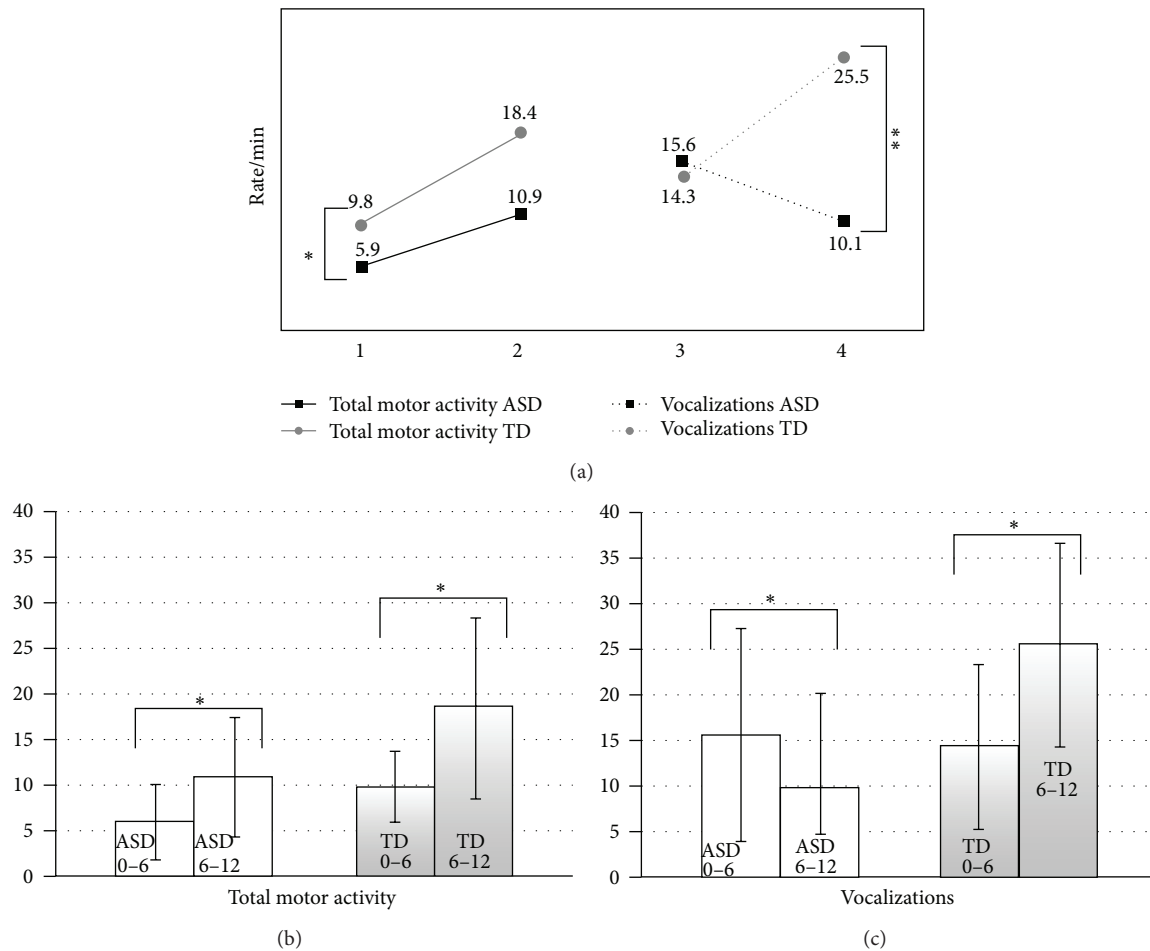 25.5
18.4
**
15.6
10.9
9.8
14.3
Rate/min
5.9
*
10.1
1 2 3 4
Total motor activity ASD
Vocalizations ASD
Total motor activity TD
Vocalizations TD
(a)
40
35
30
25
20
15
10
5
0
*
*
ASD
0–6
ASD
6–12
TD
0–6
TD
6–12
Total motor activity
(b)
40
35
30
25
20
15
10
5
0
*
*
ASD
0–6
ASD
6–12
TD
0–6
TD
6–12
Vocalizations
(c)